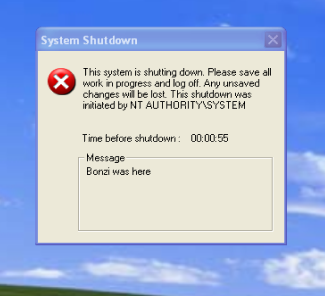 System Shutdown
This system is shutting down. Please save all
work in progress and log off. Any unsaved
changes will be lost. This shutdown was
initiated by NT AUTHORITY\SYSTEM
Time before shutdown : 00:00:55
Message
Bonzi was here